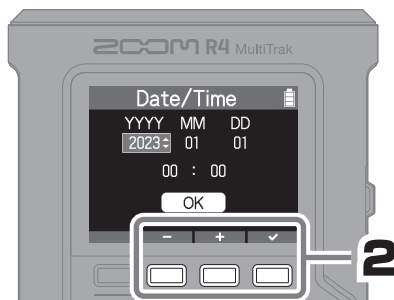 ZOOM R4 MultiTrak
Date/Time
YYYY MM DD
2023 01 01
00 : 00
OK
− + ✓
2